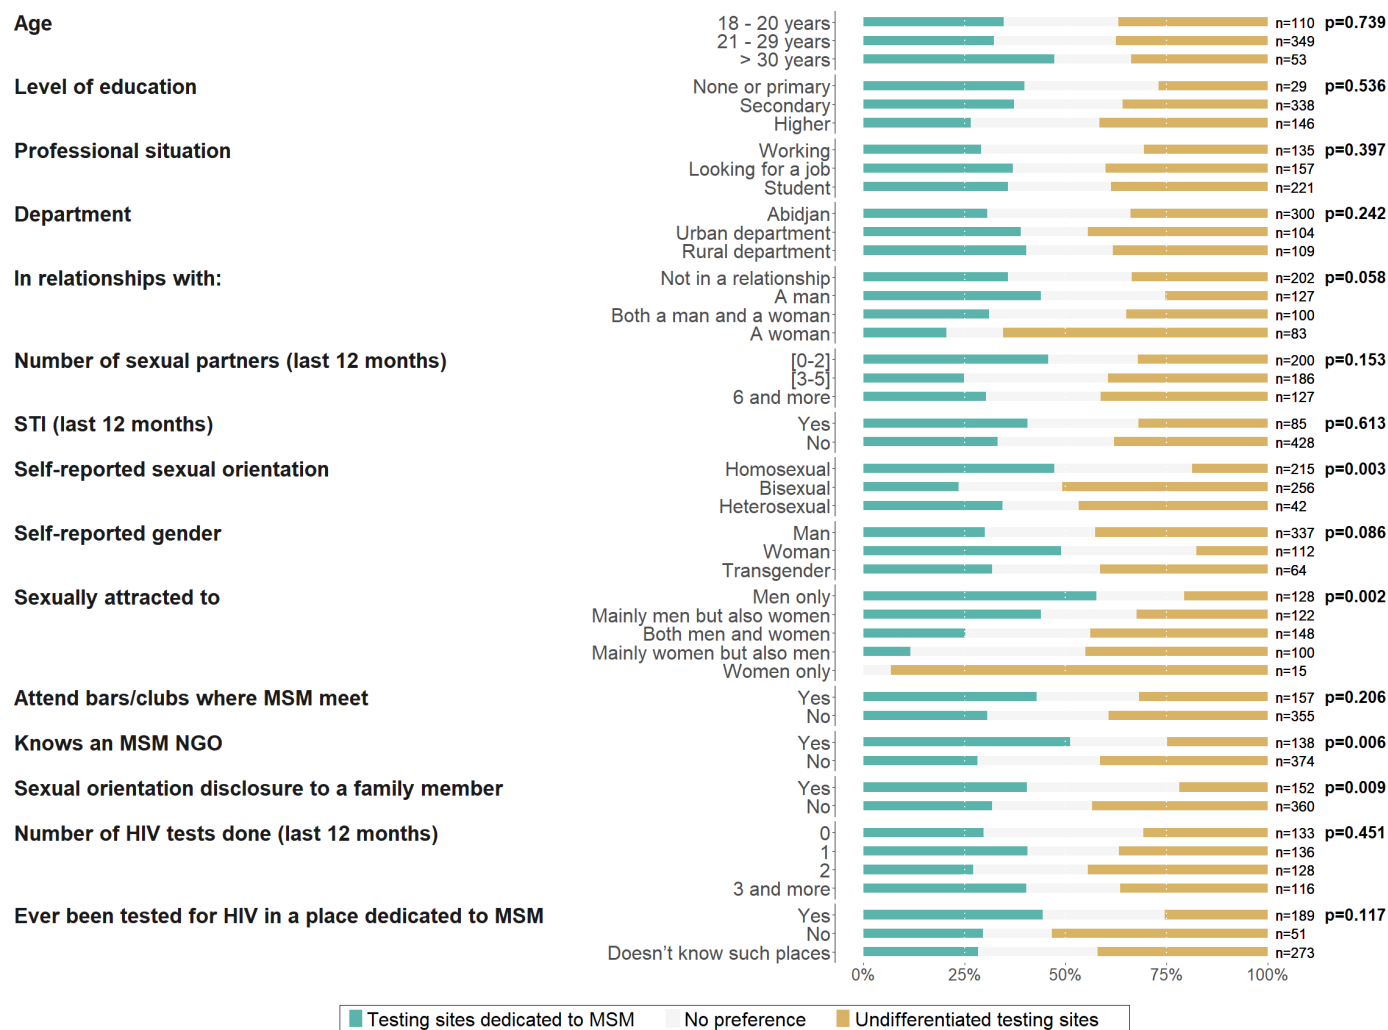 Age
18 - 20 years
n=110 p=0.739
21 - 29 years
n=349
> 30 years
n=53
Level of education
None or primary
n=29 p=0.536
Secondary
n=338
Higher
n=146
Professional situation
Working
n=135 p=0.397
Looking for a job
n=157
Student
n=221
Department
Abidjan
n=300 p=0.242
Urban department
n=104
Rural department
n=109
In relationships with:
Not in a relationship
n=202 p=0.058
A man
n=127
Both a man and a woman
n=100
A woman
n=83
Number of sexual partners (last 12 months)
[0-2]
n=200 p=0.153
[3-5]
n=186
6 and more
n=127
STI (last 12 months)
Yes
n=85 p=0.613
No
n=428
Self-reported sexual orientation
Homosexual
n=215 p=0.003
Bisexual
n=256
Heterosexual
n=42
Self-reported gender
Man
n=337 p=0.086
Woman
n=112
Transgender
n=64
Sexually attracted to
Men only
n=128 p=0.002
Mainly men but also women
n=122
Both men and women
n=148
Mainly women but also men
n=100
Women only
n=15
Attend bars/clubs where MSM meet
Yes
n=157 p=0.206
No
n=355
Knows an MSM NGO
Yes
n=138 p=0.006
No
n=374
Sexual orientation disclosure to a family member
Yes
n=152 p=0.009
No
n=360
Number of HIV tests done (last 12 months)
0
n=133 p=0.451
1
n=136
2
n=128
3 and more
n=116
Ever been tested for HIV in a place dedicated to MSM
Yes
n=189 p=0.117
No
n=51
Doesn't know such places
n=273
0% 25% 50% 75% 100%
Testing sites dedicated to MSM No preference Undifferentiated testing sites